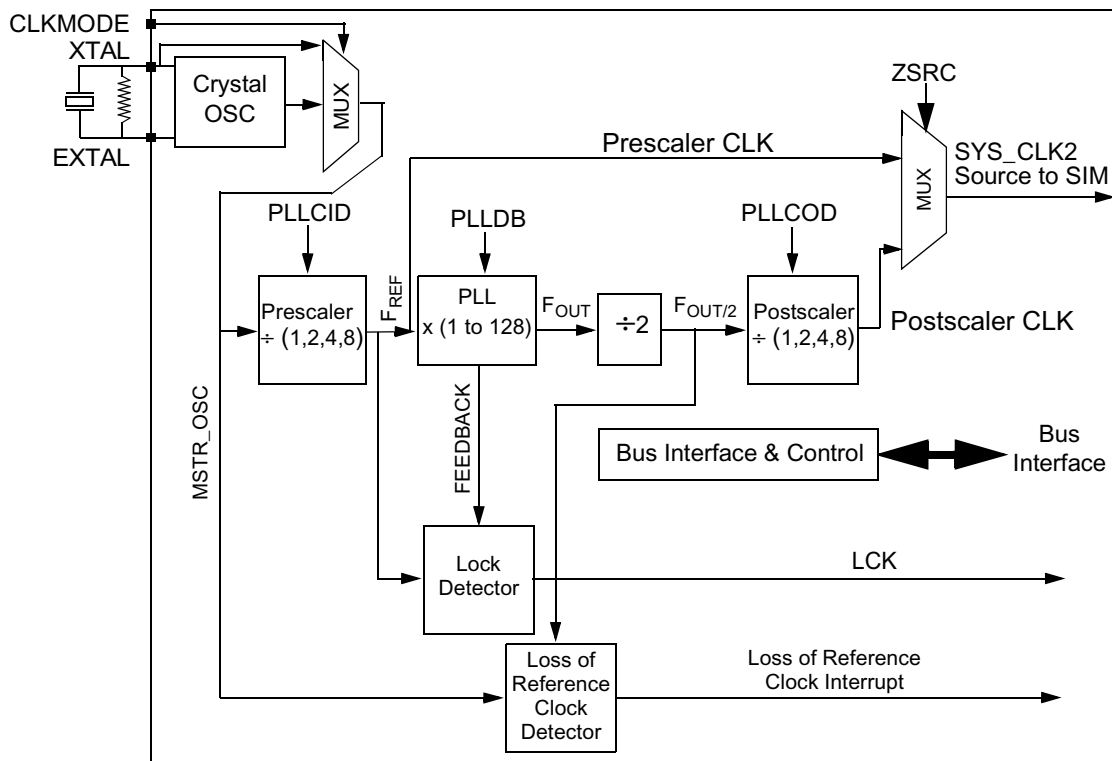 CLKMODE
XTAL
EXTAL
Crystal
OSC
MUX
ZSRC
Prescaler CLK
MUX
SYS_CLK2
Source to SIM
PLLCID
PLLDB
PLLCOD
Prescaler
÷ (1,2,4,8)
FREF
PLL
x (1 to 128)
FOUT
÷2
FOUT/2
Postscaler
÷ (1,2,4,8)
Postscaler CLK
MSTR_OSC
FEEDBACK
Bus Interface & Control
Bus
Interface
Lock
Detector
LCK
Loss of
Reference
Clock
Detector
Loss of Reference
Clock Interrupt